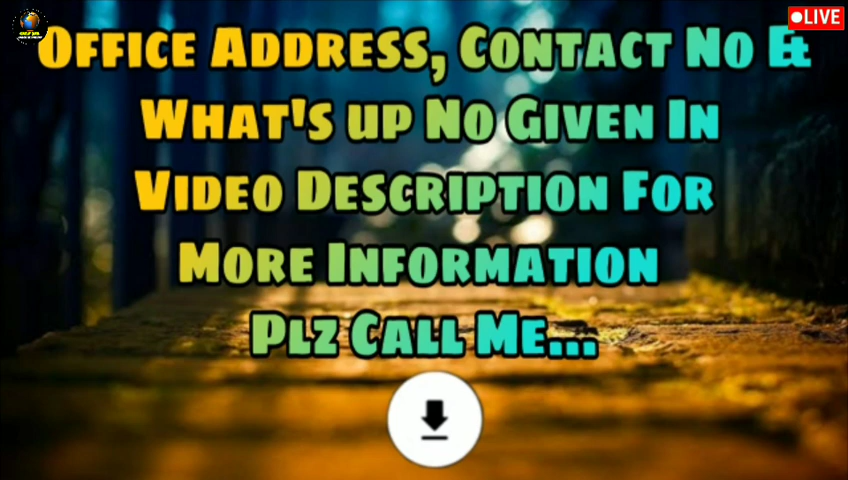 LIVE
Office Address, Contact No &
What's up No Given In
Video Description For
More Information
Plz Call Me...